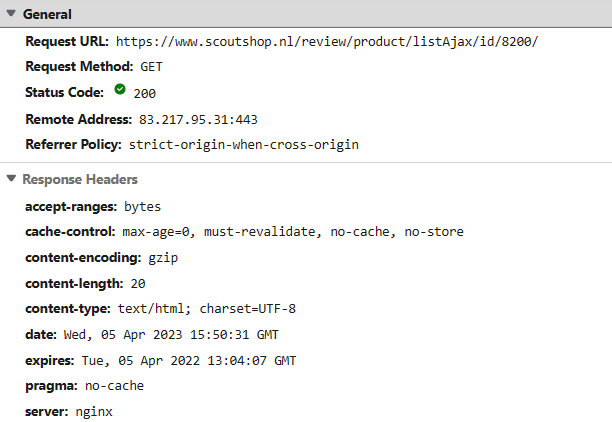 General
Request URL: https://www.scoutshop.nl/review/product/listAjax/id/8200/
Request Method: GET
Status Code: 200
Remote Address: 83.217.95.31:443
Referrer Policy: strict-origin-when-cross-origin
Response Headers
accept-ranges: bytes
cache-control: max-age=0, must-revalidate, no-cache, no-store
content-encoding: gzip
content-length: 20
content-type: text/html; charset=UTF-8
date: Wed, 05 Apr 2023 15:50:31 GMT
expires: Tue, 05 Apr 2022 13:04:07 GMT
pragma: no-cache
server: nginx